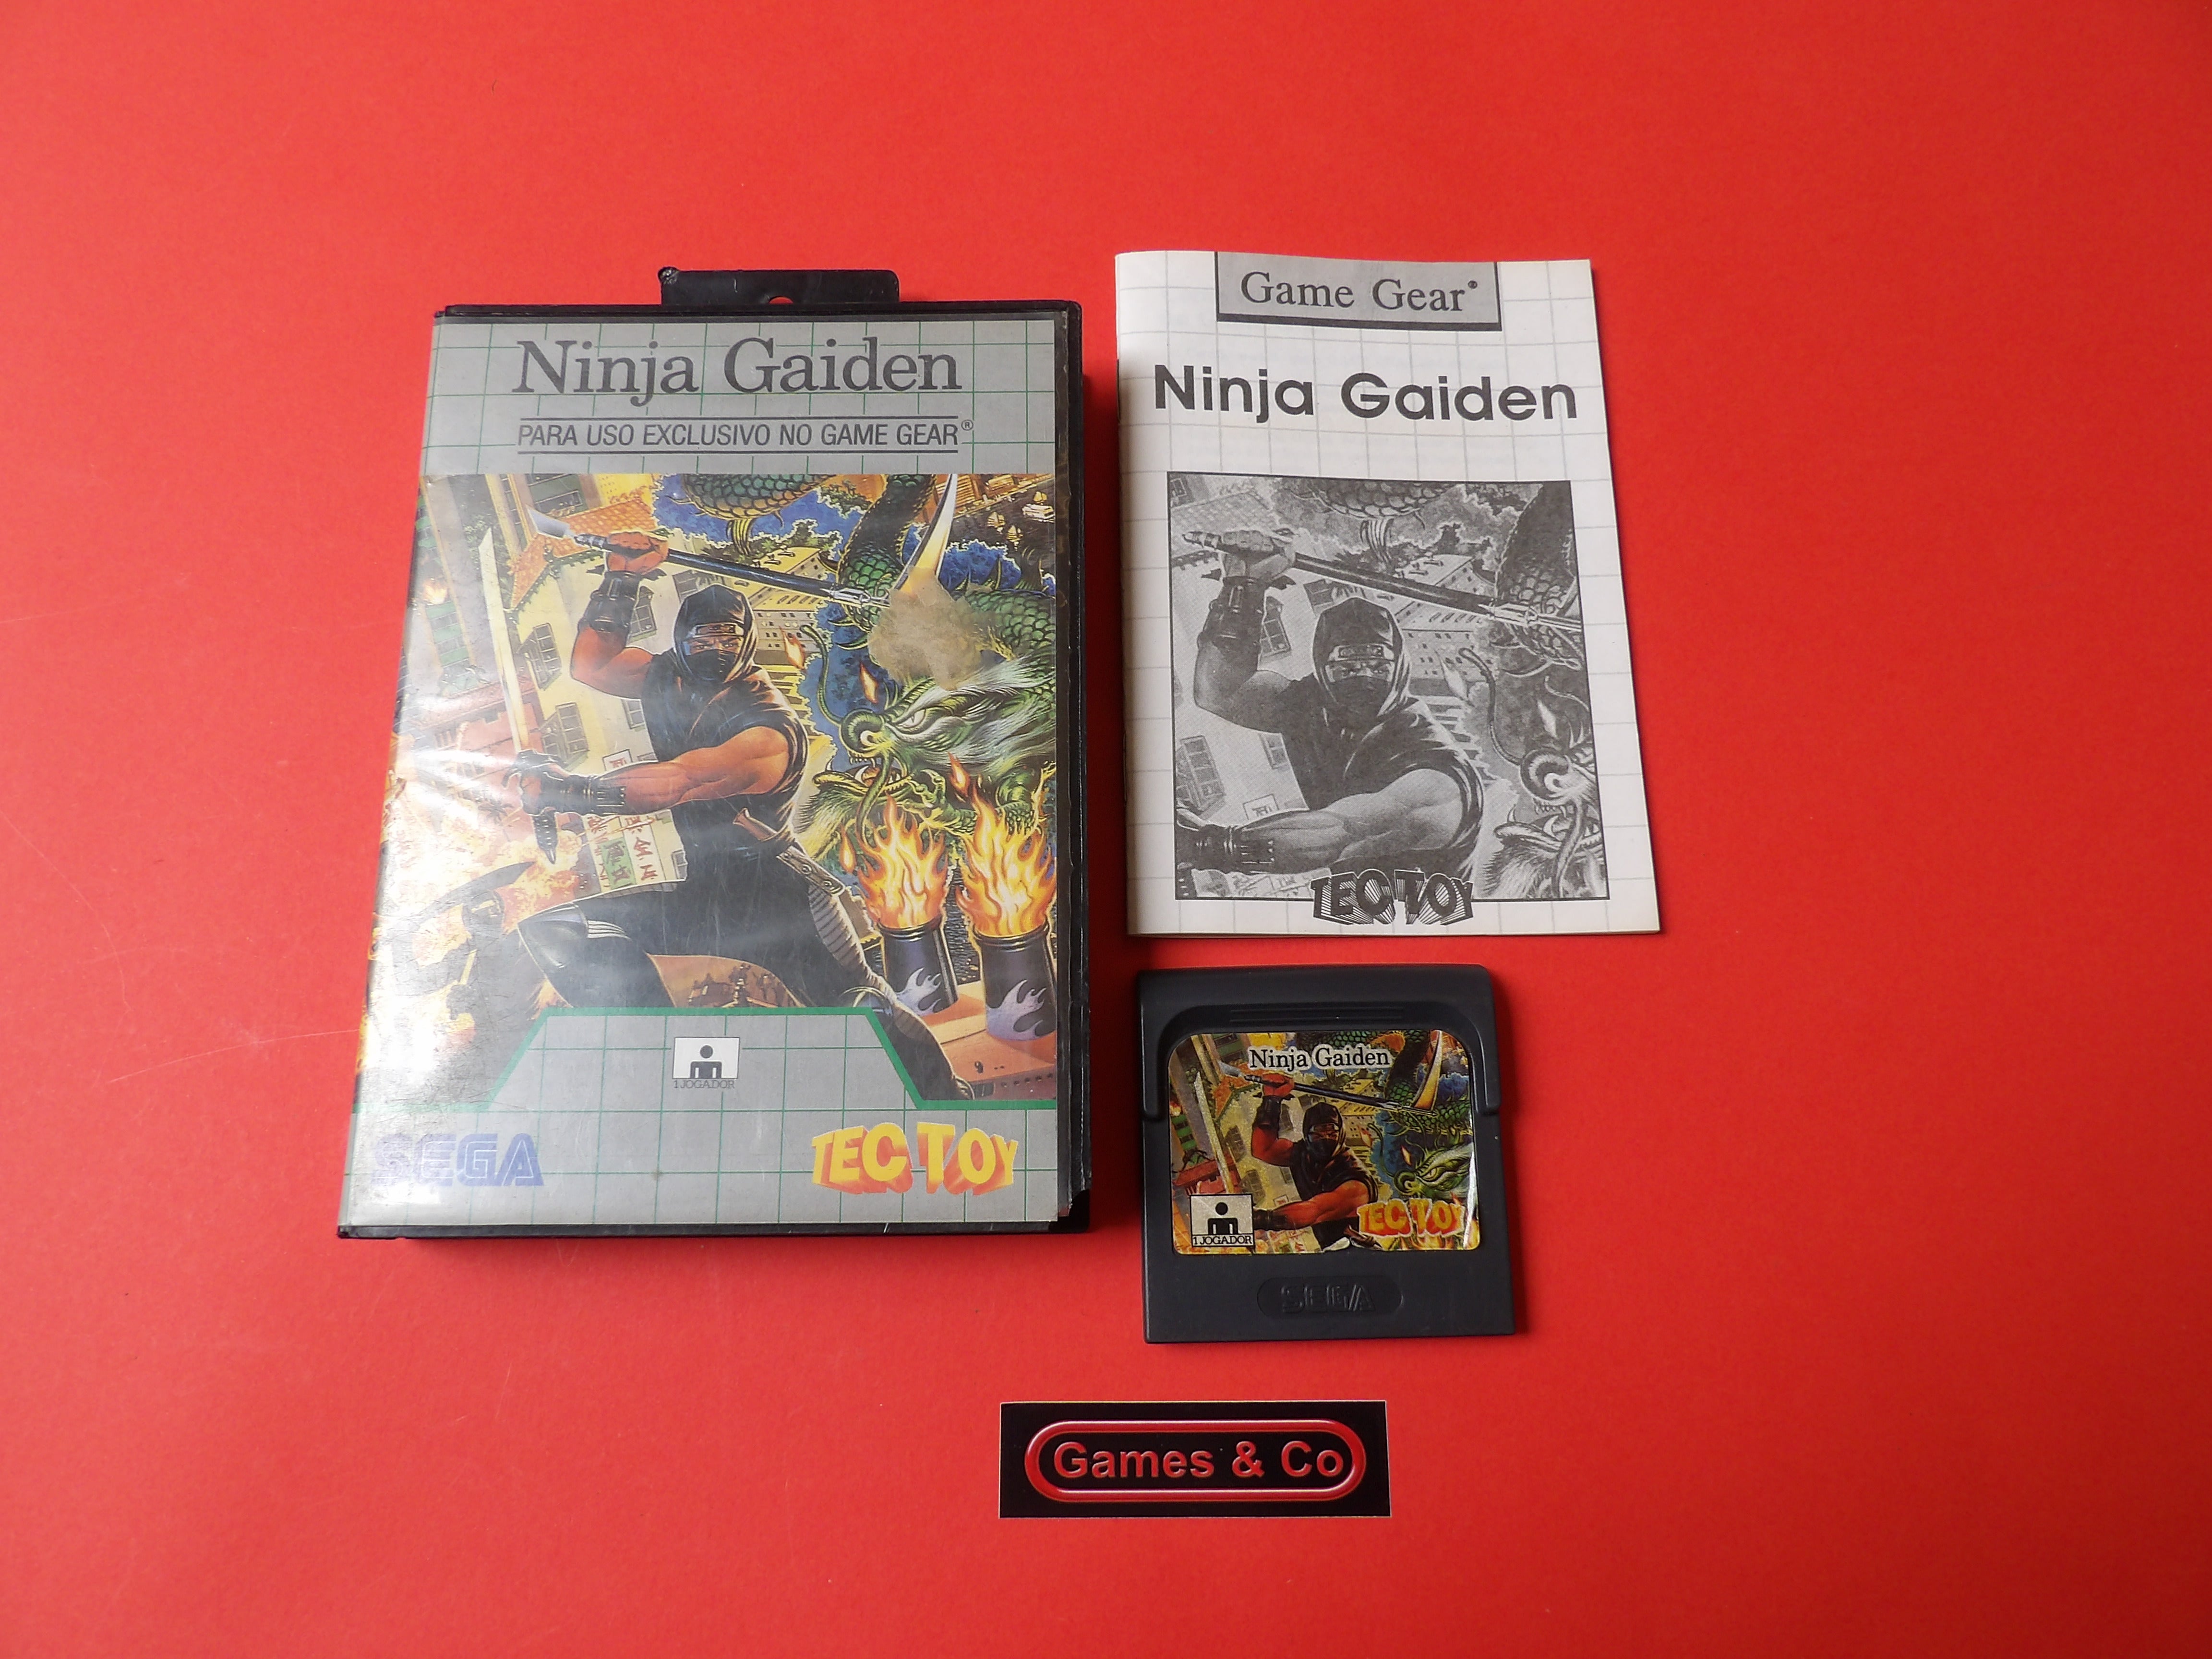 Ninja Gaiden
PARA USO EXCLUSIVO NO GAME GEAR®
1 JOGADOR
SEGA
TEC TOY
Game Gear®
Ninja Gaiden
TEC TOY
Ninja Gaiden
1 JOGADOR
TEC TOY
SEGA
Games & Co